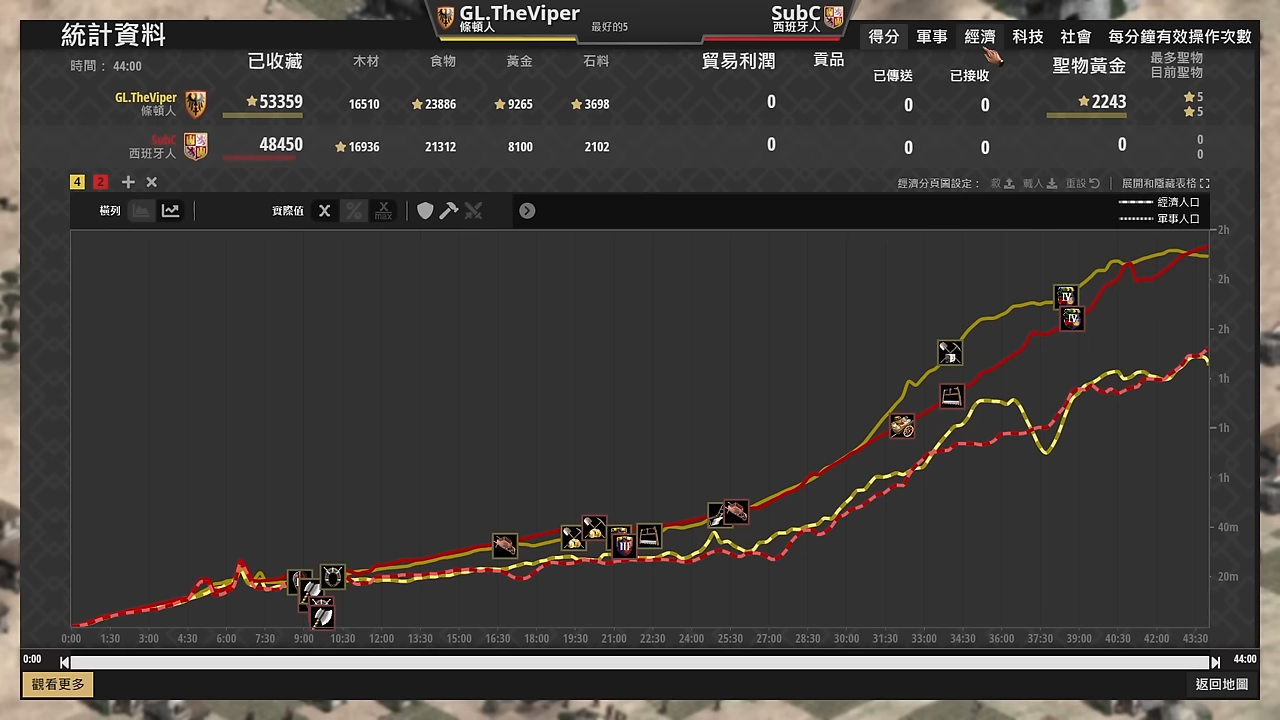 GL.TheViper
條頓人
最好的5
SubC
西班牙人
統計資料
得分 軍事 經濟 科技 社會 每分鐘有效操作次數
時間：44:00
已收藏 木材 食物 黃金 石料 貿易利潤 貢品 已傳送 已接收 聖物黃金 最多聖物 目前聖物
GL.TheViper
條頓人
53359 16510 23886 9265 3698 0 0 0 2243 5 5
SubC
西班牙人
48450 16936 21312 8100 2102 0 0 0 0 0 0
4 2
經濟分頁圖設定： 載入 重設 展開和隱藏表格
橫列 實際值 X % X max
經濟人口
軍事人口
2h
2h
2h
1h
1h
1h
40m
20m
IV
IV
III
0:00 1:30 3:00 4:30 6:00 7:30 9:00 10:30 12:00 13:30 15:00 16:30 18:00 19:30 21:00 22:30 24:00 25:30 27:00 28:30 30:00 31:30 33:00 34:30 36:00 37:30 39:00 40:30 42:00 43:30
0:00 44:00
觀看更多 返回地圖